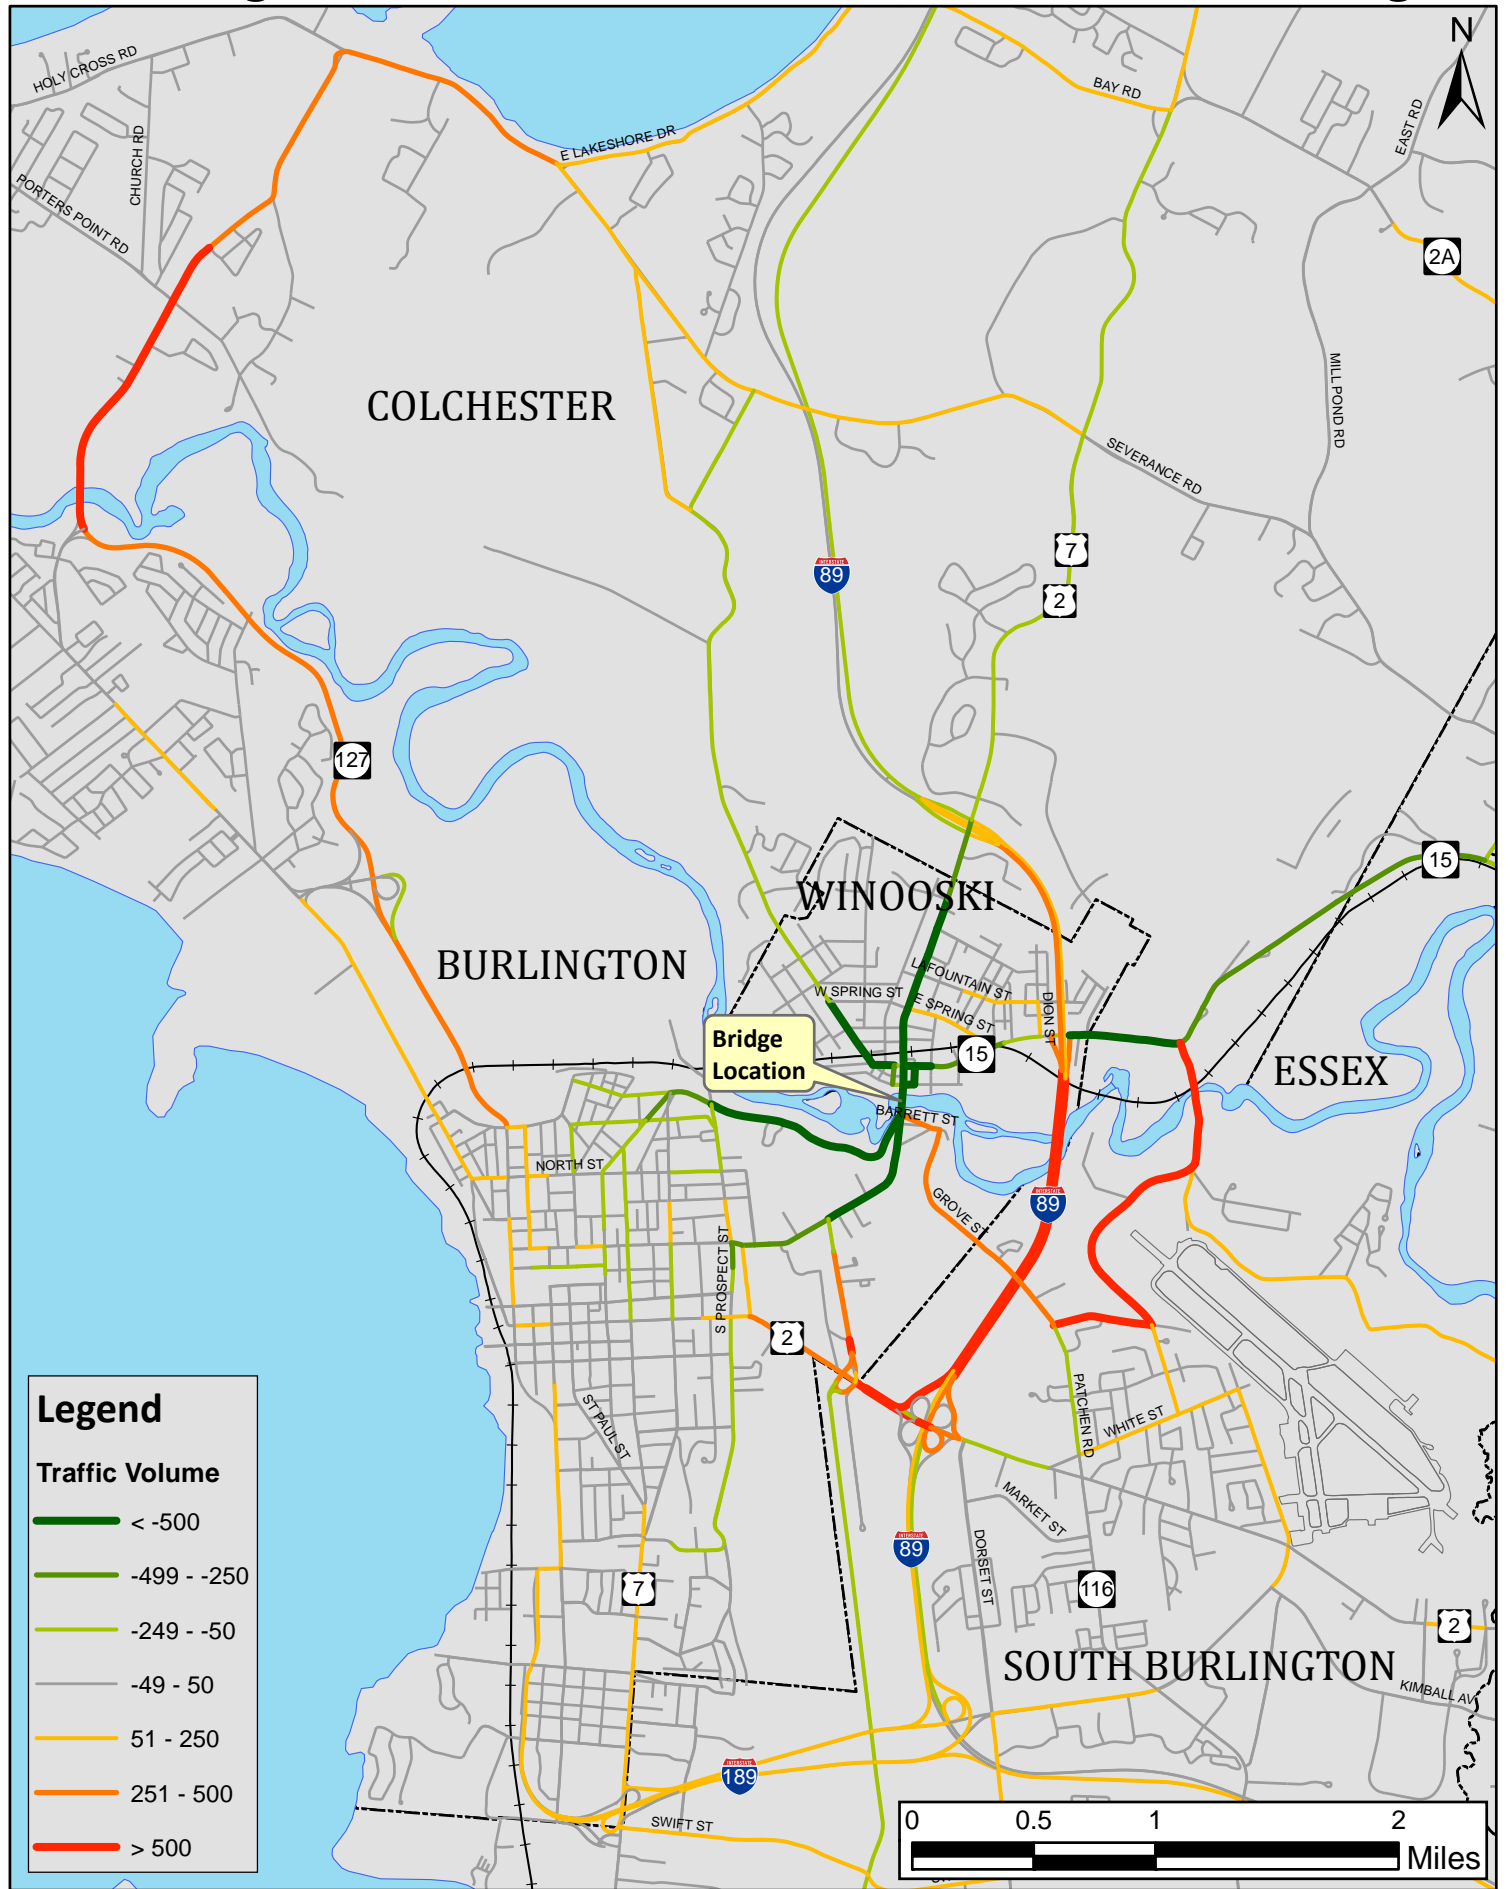 N
HOLY CROSS RD
BAY RD
E LAKESHORE DR
CHURCH RD
EAST RD
PORTERS POINT RD
2A
MILL POND RD
COLCHESTER
SEVERANCE RD
7
89
2
127
15
WINOOSKI
BURLINGTON
LAFOUNTAIN ST
W SPRING ST
E SPRING ST
DION ST
Bridge
Location
15
ESSEX
BARRETT ST
NORTH ST
GROVE ST
89
S PROSPECT ST
2
PATCHEN RD
WHITE ST
ST PAUL ST
MARKET ST
DORSET ST
89
7
116
2
SOUTH BURLINGTON
KIMBALL AV
189
SWIFT ST
Legend
Traffic Volume
< -500
-499 - -250
-249 - -50
-49 - 50
51 - 250
251 - 500
> 500
0 0.5 1 2
Miles